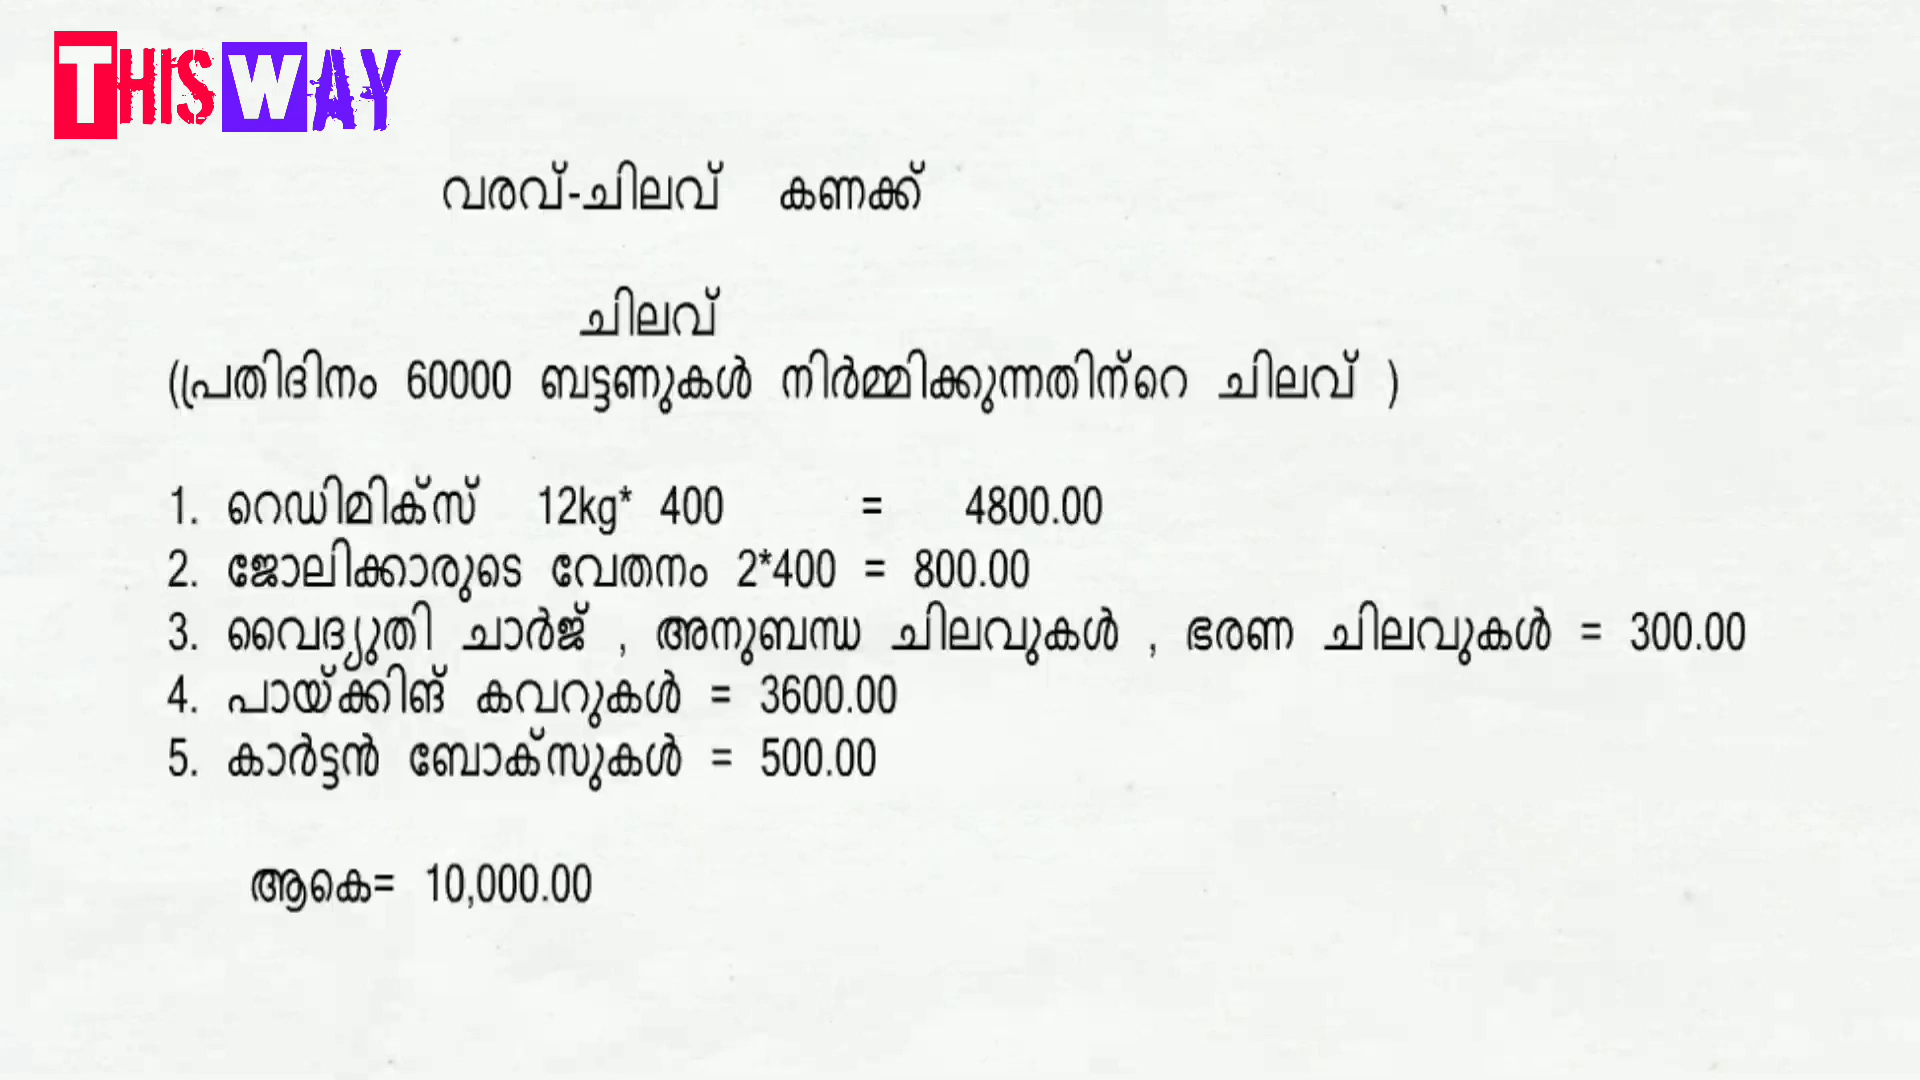 THISWAY
വരവ്-ചിലവ് കണക്ക്
ചിലവ്
(പ്രതിദിനം 60000 ബട്ടണുകൾ നിർമ്മിക്കുന്നതിന്റെ ചിലവ് )
1. റെഡിമിക്സ് 12kg* 400 = 4800.00
2. ജോലിക്കാരുടെ വേതനം 2*400 = 800.00
3. വൈദ്യുതി ചാർജ് , അനുബന്ധ ചിലവുകൾ , ഭരണ ചിലവുകൾ = 300.00
4. പായ്ക്കിങ് കവറുകൾ = 3600.00
5. കാർട്ടൻ ബോക്സുകൾ = 500.00
ആകെ= 10,000.00